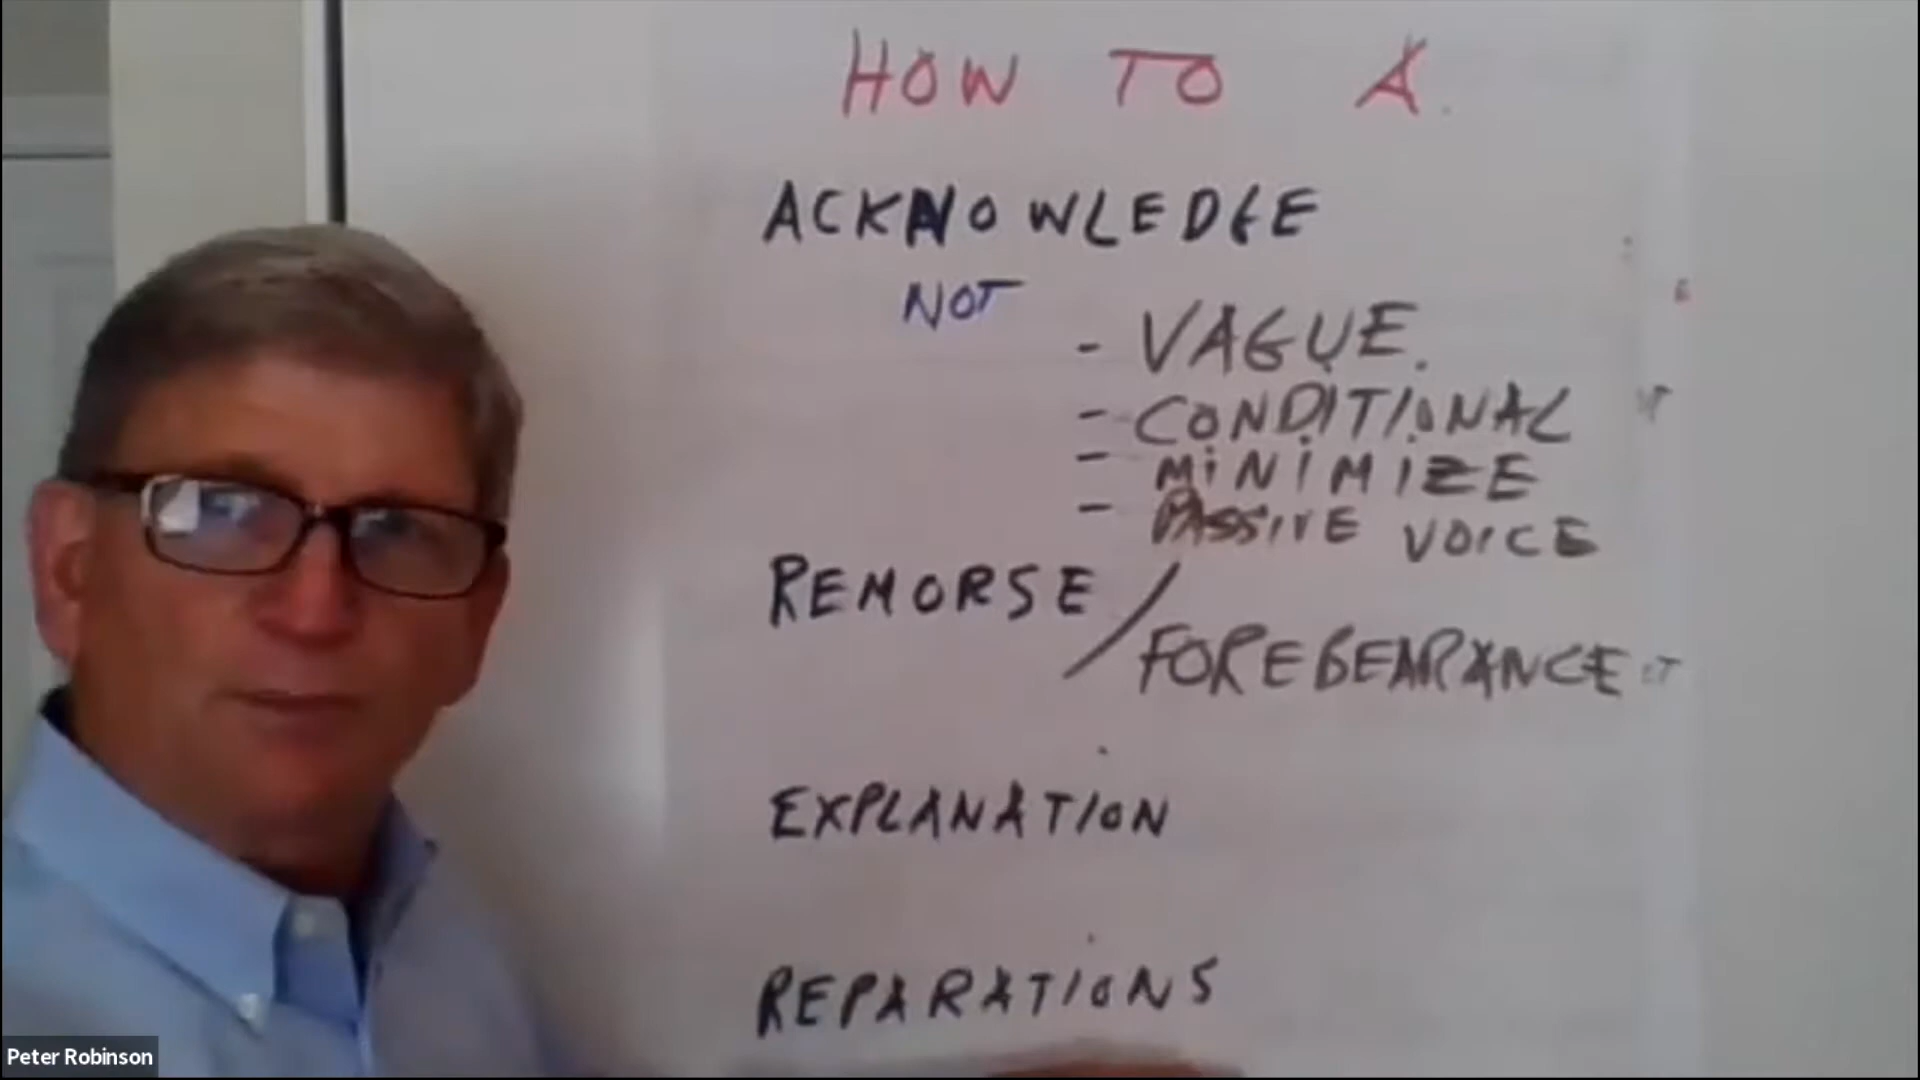 HOW TO A
ACKNOWLEDGE
NOT
- VAGUE.
- CONDITIONAL
- MINIMIZE
- PASSIVE VOICE
REMORSE /
FOREBEARANCE
EXPLANATION
REPARATIONS
Peter Robinson